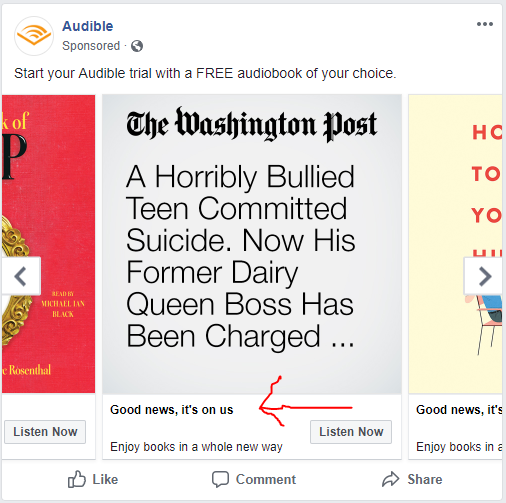 Audible
Sponsored ·
Start your Audible trial with a FREE audiobook of your choice.
k of
P
READ BY
MICHAEL IAN
BLACK
c Rosenthal
Listen Now
The Washington Post
A Horribly Bullied
Teen Committed
Suicide. Now His
Former Dairy
Queen Boss Has
Been Charged ...
Good news, it's on us
Enjoy books in a whole new way
Listen Now
HO
TO
YO
Good news, it's
Enjoy books in a
Like
Comment
Share